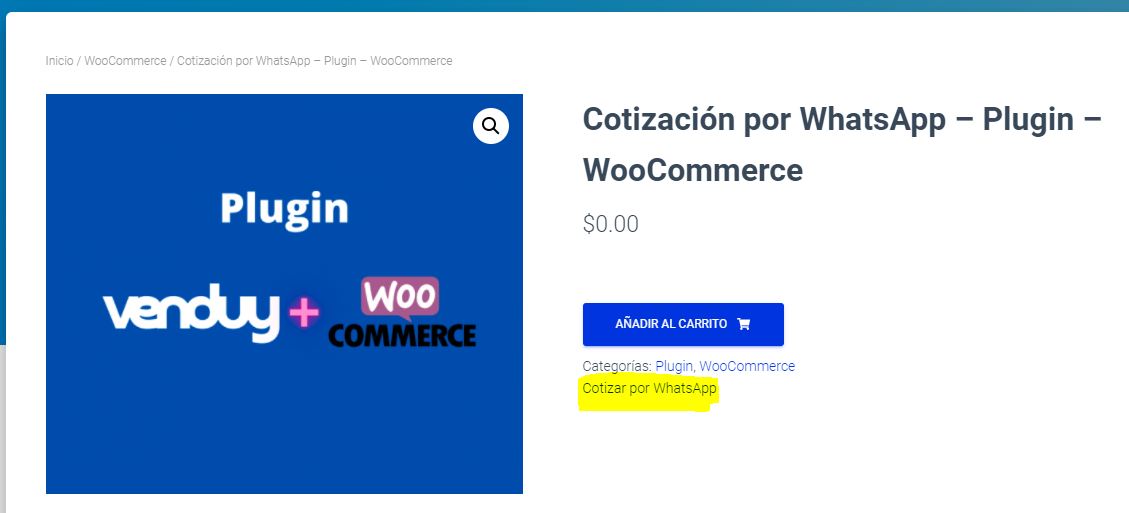 Inicio / WooCommerce / Cotización por WhatsApp – Plugin – WooCommerce
Plugin
venduy + Woo
COMMERCE
Cotización por WhatsApp – Plugin –
WooCommerce
$0.00
AÑADIR AL CARRITO
Categorías: Plugin, WooCommerce
Cotizar por WhatsApp